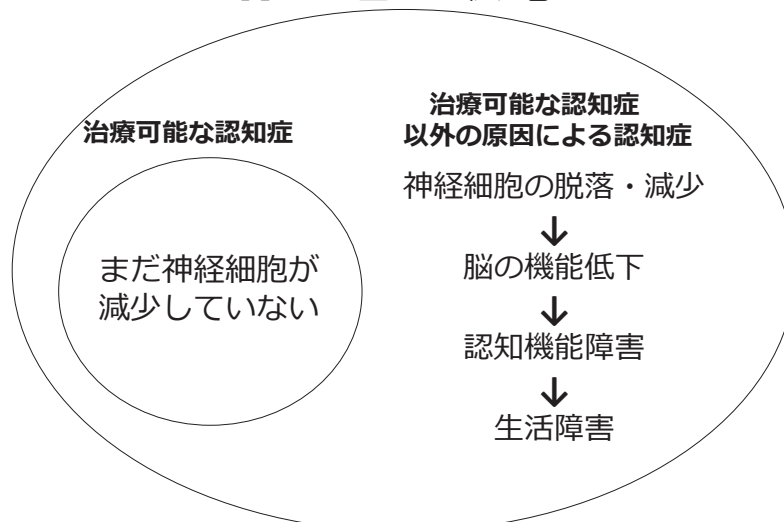 治療可能な認知症
まだ神経細胞が
減少していない
治療可能な認知症
以外の原因による認知症
神経細胞の脱落・減少
↓
脳の機能低下
↓
認知機能障害
↓
生活障害